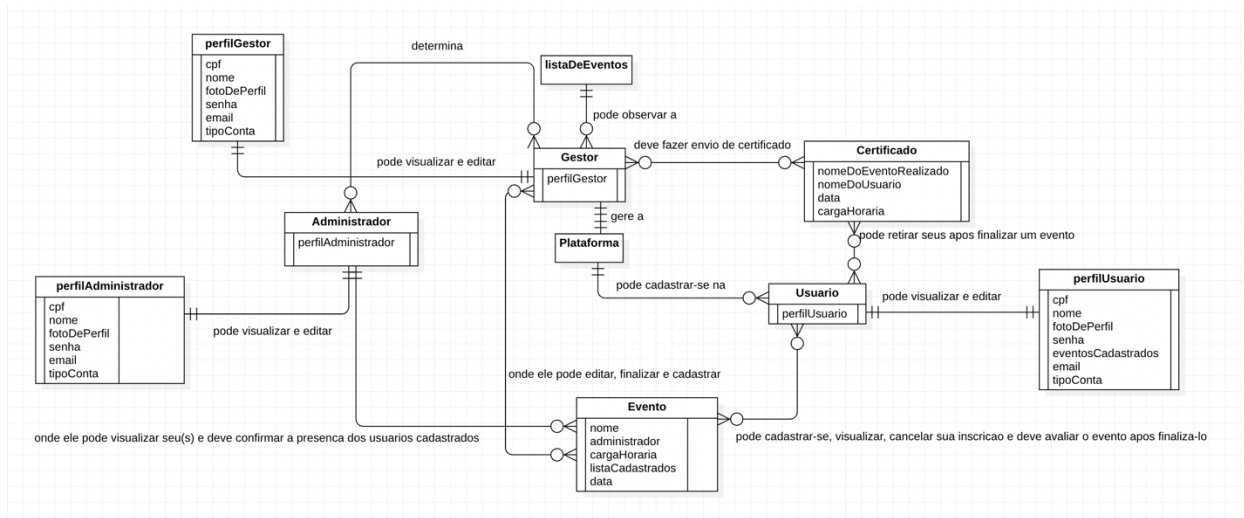 perfilGestor
cpf
nome
fotoDePerfil
senha
email
tipoConta
determina
listaDeEventos
pode observar a
deve fazer envio de certificado
pode visualizar e editar
Gestor
perfilGestor
Certificado
nomeDoEventoRealizado
nomeDoUsuario
data
cargaHoraria
gere a
Administrador
perfilAdministrador
Plataforma
pode retirar seus apos finalizar um evento
perfilAdministrador
cpf
nome
fotoDePerfil
senha
email
tipoConta
pode visualizar e editar
pode cadastrar-se na
Usuario
perfilUsuario
pode visualizar e editar
perfilUsuario
cpf
nome
fotoDePerfil
senha
eventosCadastrados
email
tipoConta
onde ele pode editar, finalizar e cadastrar
Evento
nome
administrador
cargaHoraria
listaCadastrados
data
onde ele pode visualizar seu(s) e deve confirmar a presenca dos usuarios cadastrados
pode cadastrar-se, visualizar, cancelar sua inscricao e deve avaliar o evento apos finaliza-lo